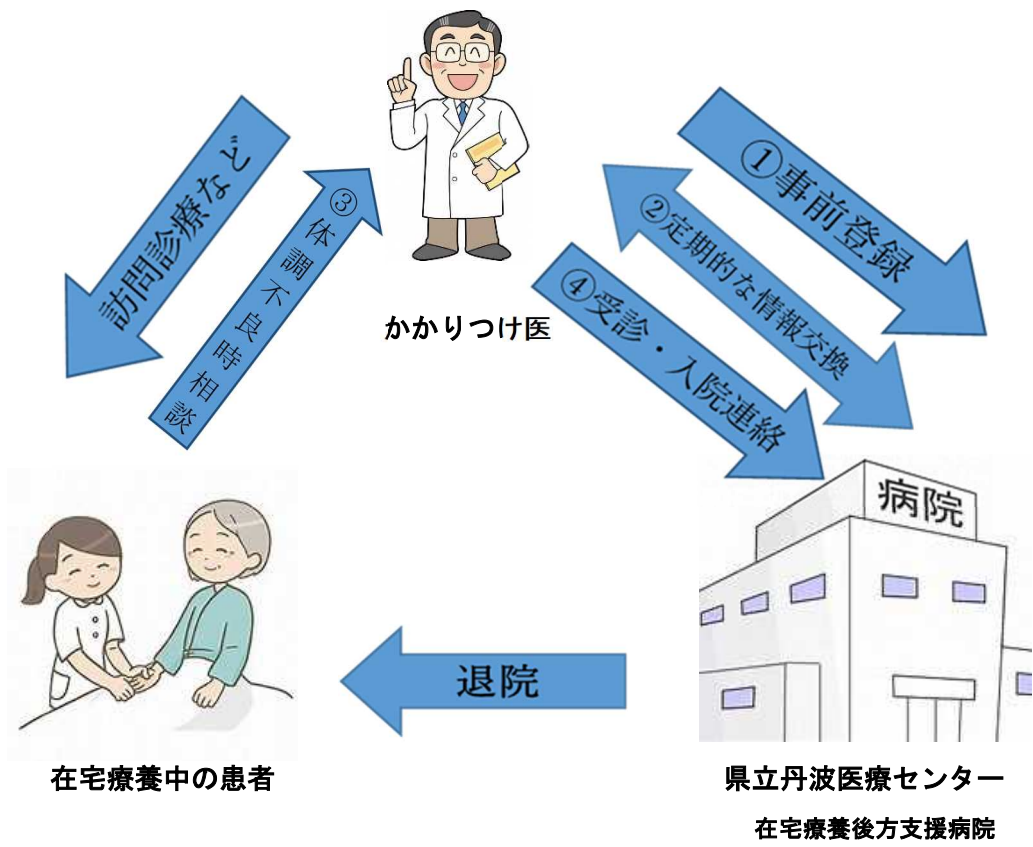 訪問診療など
③体調不良時相談
かかりつけ医
①事前登録
②定期的な情報交換
④受診・入院連絡
病院
退院
在宅療養中の患者
県立丹波医療センター
在宅療養後方支援病院